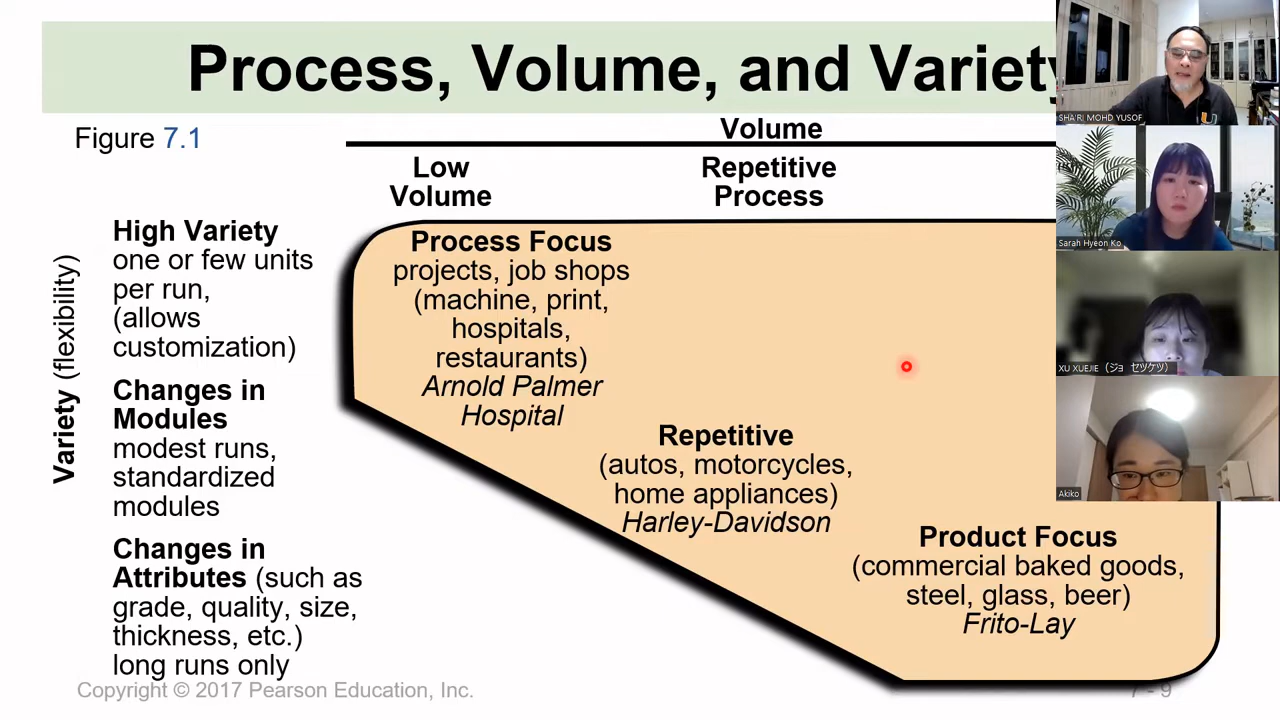 Process, Volume, and Variety
Figure 7.1
Volume
Low
Volume
Repetitive
Process
Variety (flexibility)
High Variety
one or few units
per run,
(allows
customization)
Changes in
Modules
modest runs,
standardized
modules
Changes in
Attributes (such as
grade, quality, size,
thickness, etc.)
long runs only
Process Focus
projects, job shops
(machine, print,
hospitals,
restaurants)
Arnold Palmer
Hospital
Repetitive
(autos, motorcycles,
home appliances)
Harley-Davidson
Product Focus
(commercial baked goods,
steel, glass, beer)
Frito-Lay
Copyright © 2017 Pearson Education, Inc.
7 - 9
SHA'RI MOHD YUSOF
Sarah Hyeon Ko
XU XUEJIE (ジョ セツケツ)
Akiko